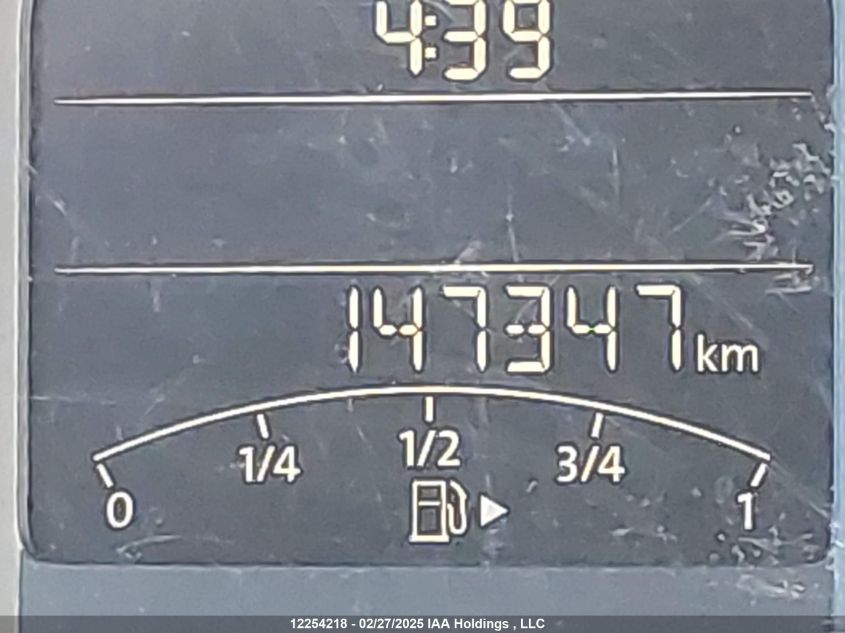 4:39
147347 km
0 1/4 1/2 3/4 1
12254218 - 02/27/2025 IAA Holdings , LLC